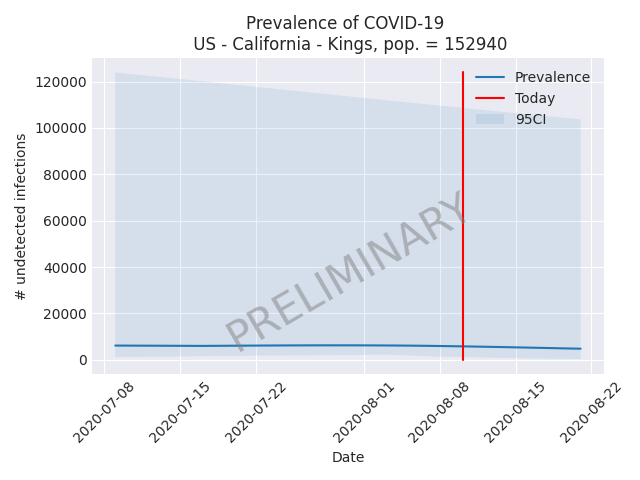 Prevalence of COVID-19
US - California - Kings, pop. = 152940
Prevalence
Today
95CI
120000
100000
80000
60000
40000
20000
0
# undetected infections
PRELIMINARY
2020-07-08
2020-07-15
2020-07-22
2020-08-01
2020-08-08
2020-08-15
2020-08-22
Date